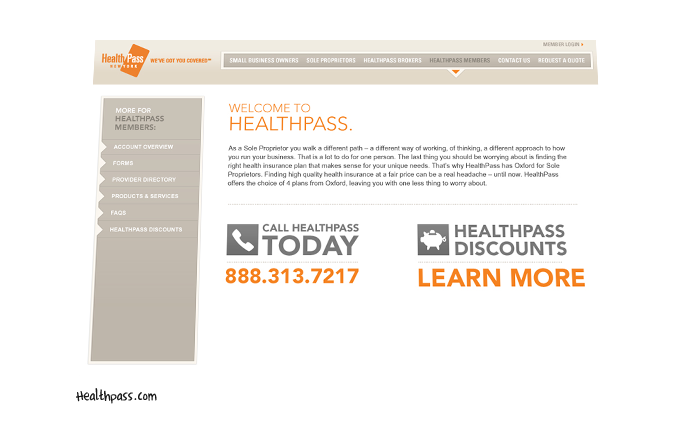 MEMBER LOGIN
HealthPass
NEW YORK
WE'VE GOT YOU COVERED℠
SMALL BUSINESS OWNERS SOLE PROPRIETORS HEALTHPASS BROKERS HEALTHPASS MEMBERS CONTACT US REQUEST A QUOTE
MORE FOR
HEALTHPASS
MEMBERS:
ACCOUNT OVERVIEW
FORMS
PROVIDER DIRECTORY
PRODUCTS & SERVICES
FAQS
HEALTHPASS DISCOUNTS
WELCOME TO
HEALTHPASS.
As a Sole Proprietor you walk a different path – a different way of working, of thinking, a different approach to how
you run your business. That is a lot to do for one person. The last thing you should be worrying about is finding the
right health insurance plan that makes sense for your unique needs. That's why HealthPass has Oxford for Sole
Proprietors. Finding high quality health insurance at a fair price can be a real headache – until now. HealthPass
offers the choice of 4 plans from Oxford, leaving you with one less thing to worry about.
CALL HEALTHPASS
TODAY
888.313.7217
HEALTHPASS
DISCOUNTS
LEARN MORE
Healthpass.com